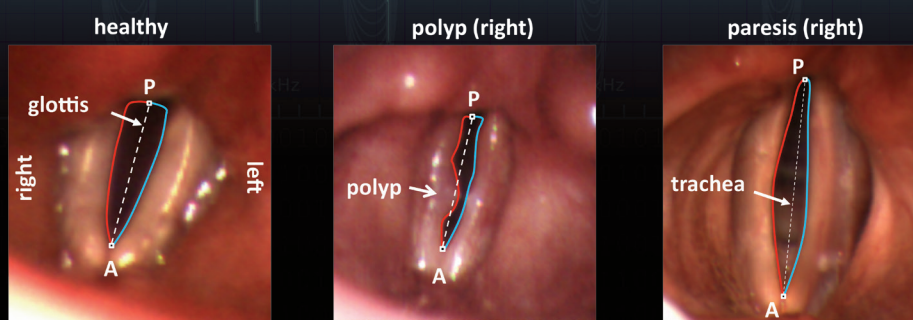 healthy
polyp (right)
paresis (right)
glottis
P
right
left
A
P
polyp
A
P
trachea
A